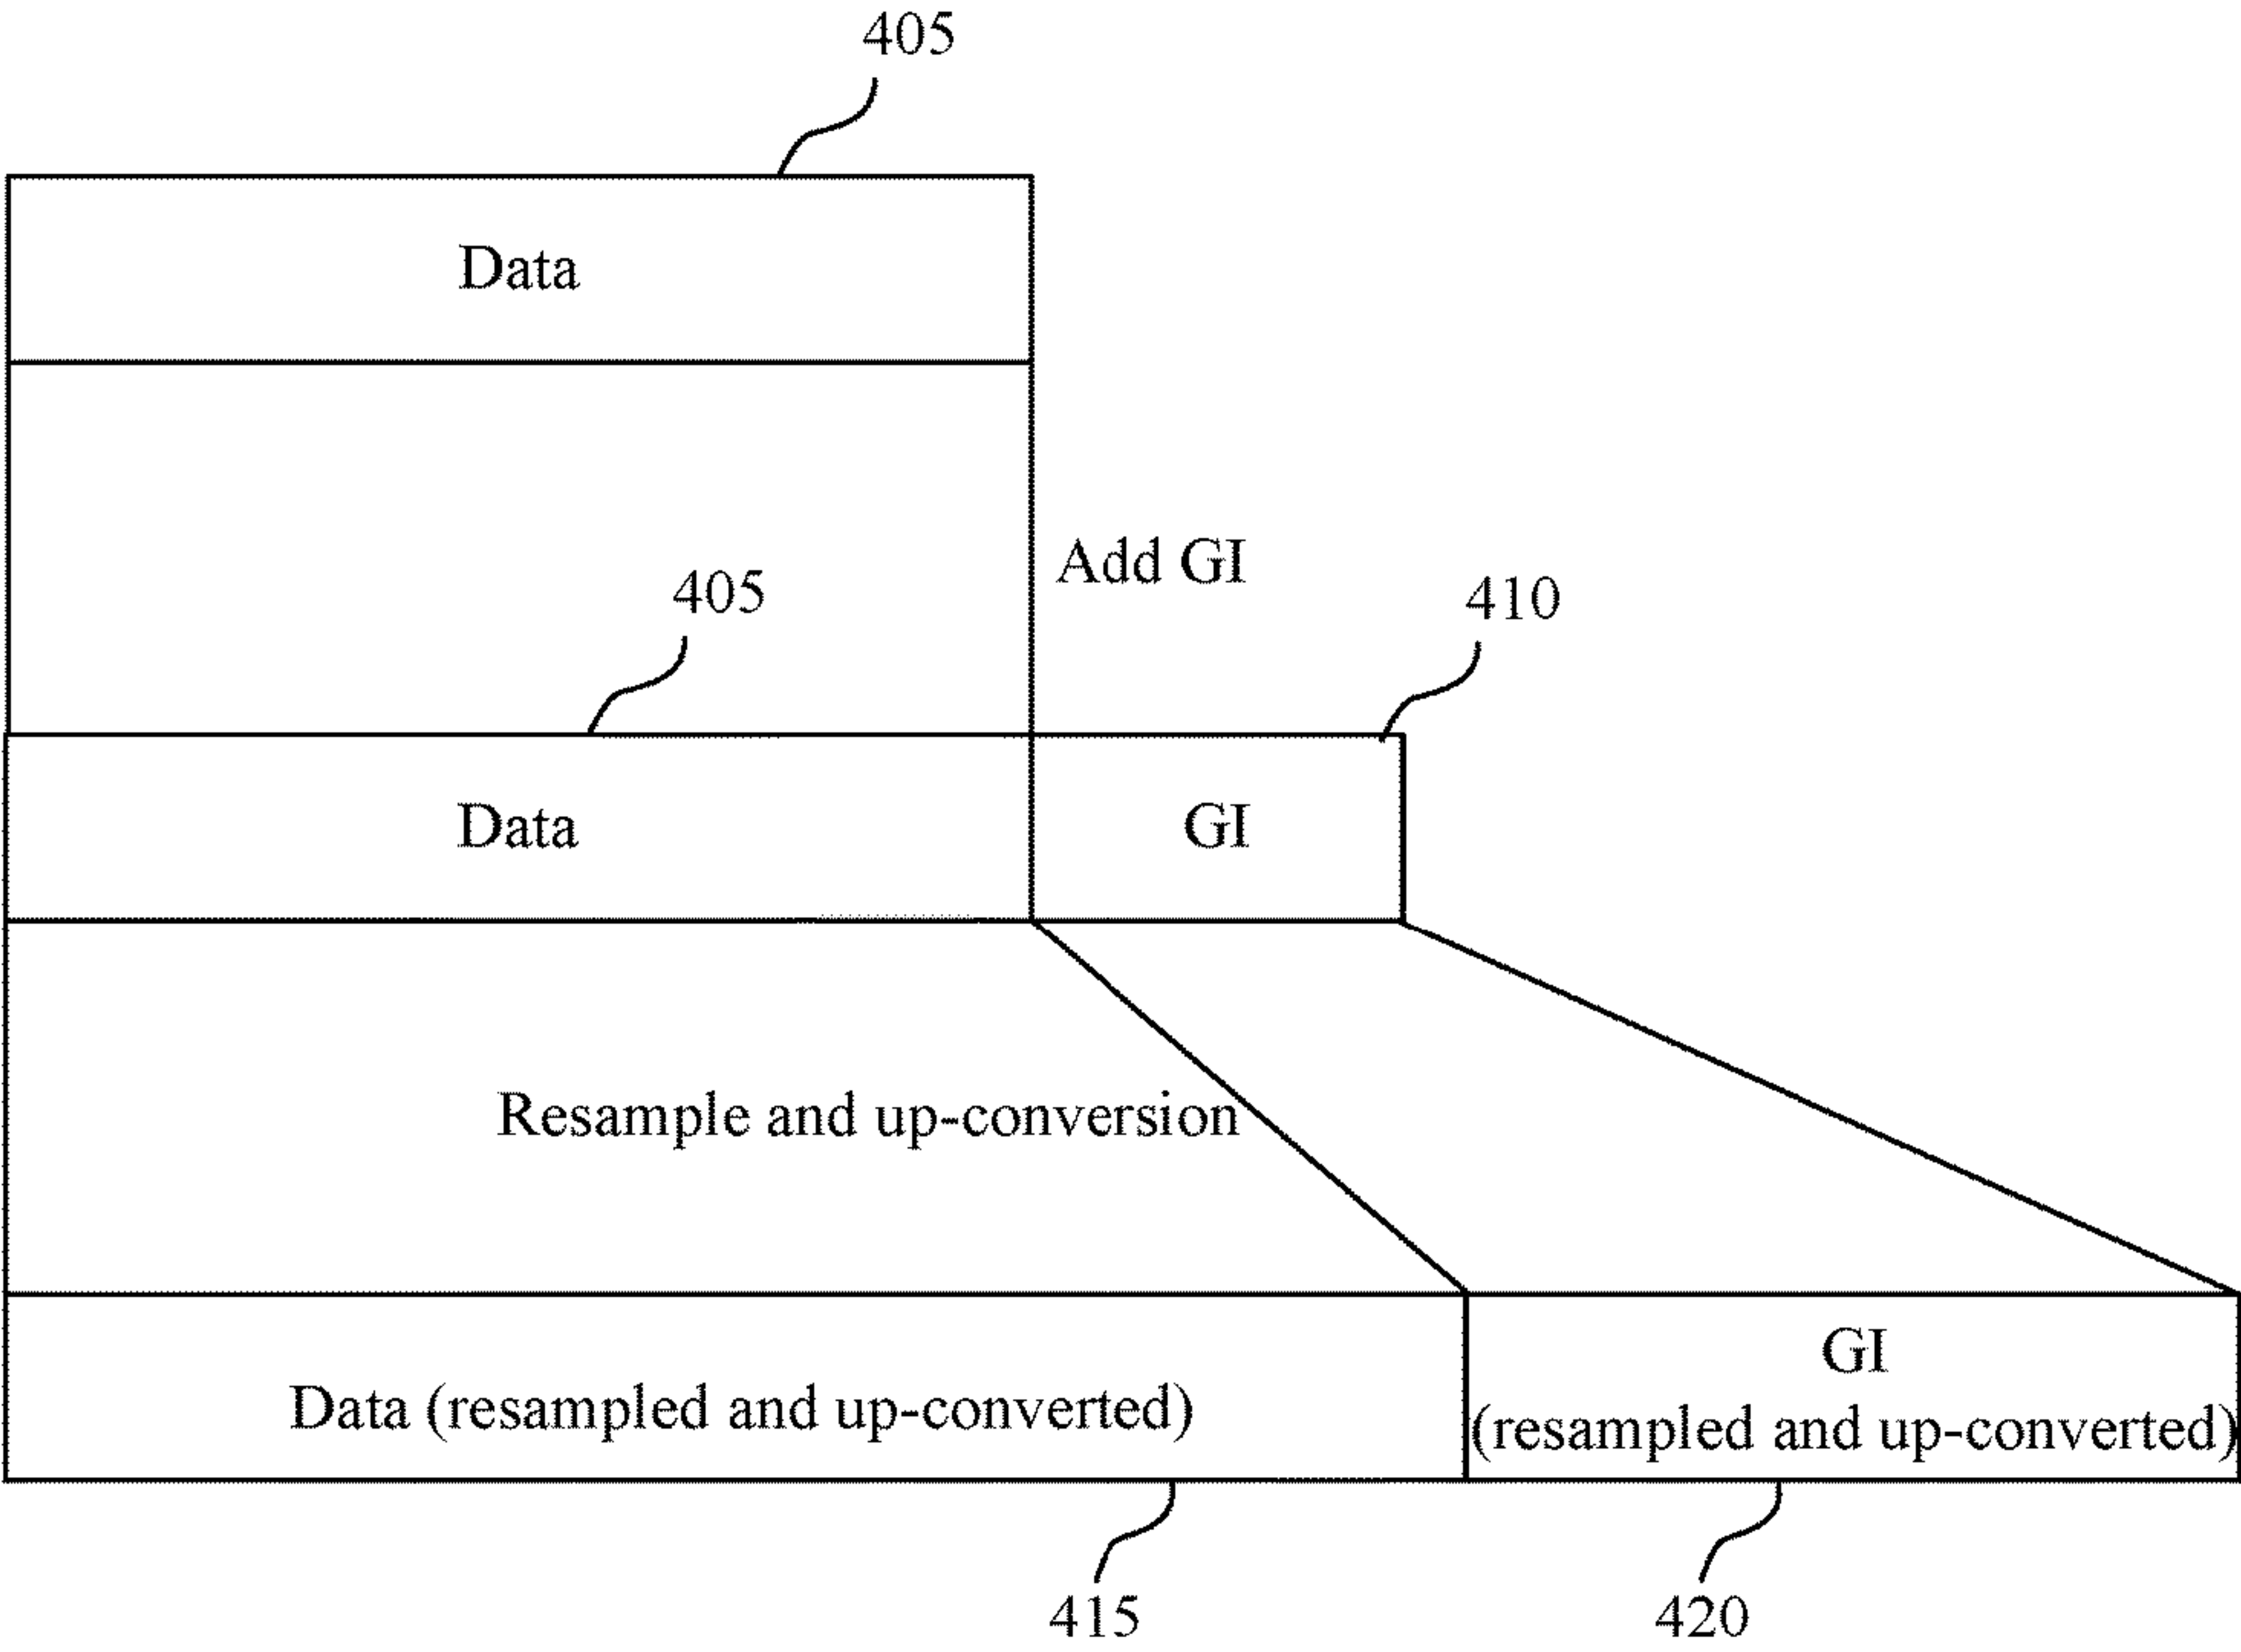 405
Data
Add GI
405
410
Data
GI
Resample and up-conversion
GI
Data (resampled and up-converted)
(resampled and up-converted)
415
420